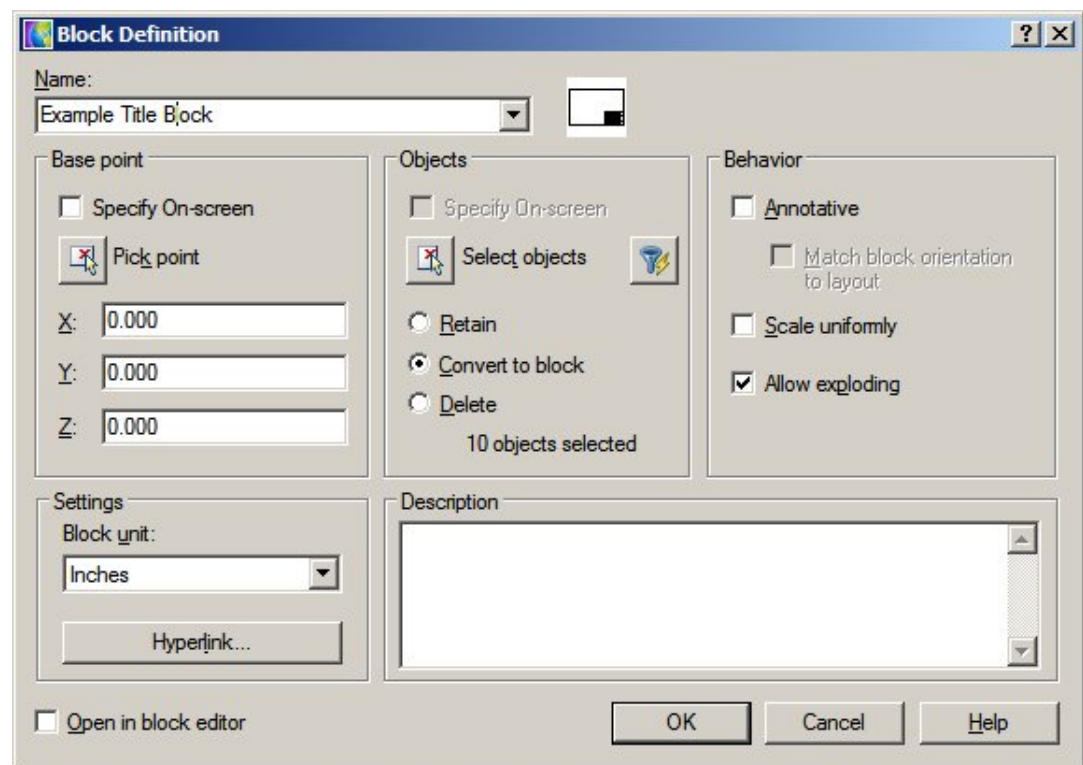 Block Definition
Name:
Example Title Block
Base point
Specify On-screen
Pick point
X: 0.000
Y: 0.000
Z: 0.000
Objects
Specify On-screen
Select objects
Retain
Convert to block
Delete
10 objects selected
Behavior
Annotative
Match block orientation
to layout
Scale uniformly
Allow exploding
Settings
Block unit:
Inches
Hyperlink...
Description
Open in block editor
OK
Cancel
Help